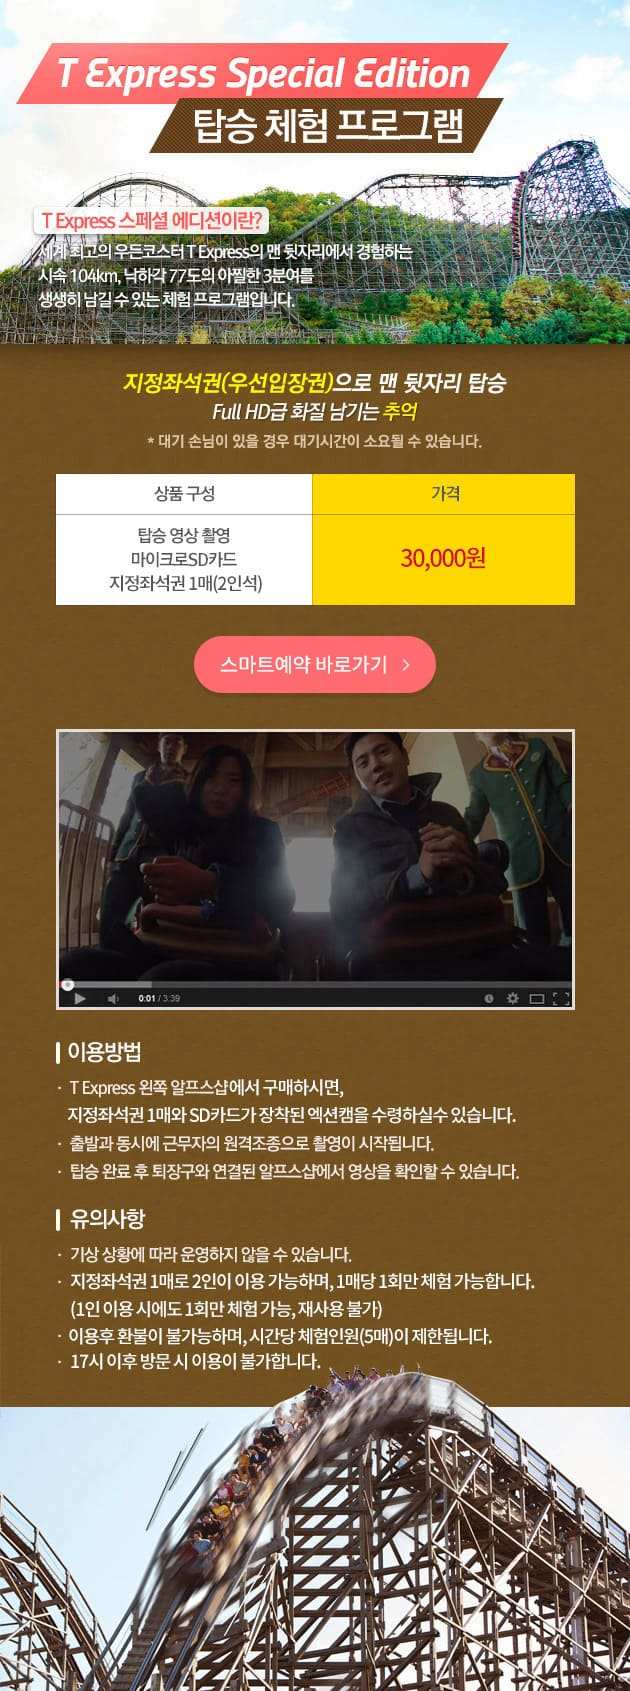 T Express Special Edition
탑승 체험 프로그램
T Express 스페셜 에디션이란?
세계 최고의 우든코스터 T Express의 맨 뒷자리에서 경험하는
시속 104km, 낙하각 77도의 아찔한 3분여를
생생히 남길 수 있는 체험 프로그램입니다.
지정좌석권(우선입장권)으로 맨 뒷자리 탑승
Full HD급 화질 남기는 추억
* 대기 손님이 있을 경우 대기시간이 소요될 수 있습니다.
상품 구성
가격
탑승 영상 촬영
마이크로SD카드
지정좌석권 1매(2인석)
30,000원
스마트예약 바로가기 >
0:01 / 3:39
이용방법
· T Express 왼쪽 알프스샵에서 구매하시면,
지정좌석권 1매와 SD카드가 장착된 엑션캠을 수령하실수 있습니다.
· 출발과 동시에 근무자의 원격조종으로 촬영이 시작됩니다.
· 탑승 완료 후 퇴장구와 연결된 알프스샵에서 영상을 확인할 수 있습니다.
유의사항
· 기상 상황에 따라 운영하지 않을 수 있습니다.
· 지정좌석권 1매로 2인이 이용 가능하며, 1매당 1회만 체험 가능합니다.
(1인 이용 시에도 1회만 체험 가능, 재사용 불가)
· 이용후 환불이 불가능하며, 시간당 체험인원(5매)이 제한됩니다.
· 17시 이후 방문 시 이용이 불가합니다.